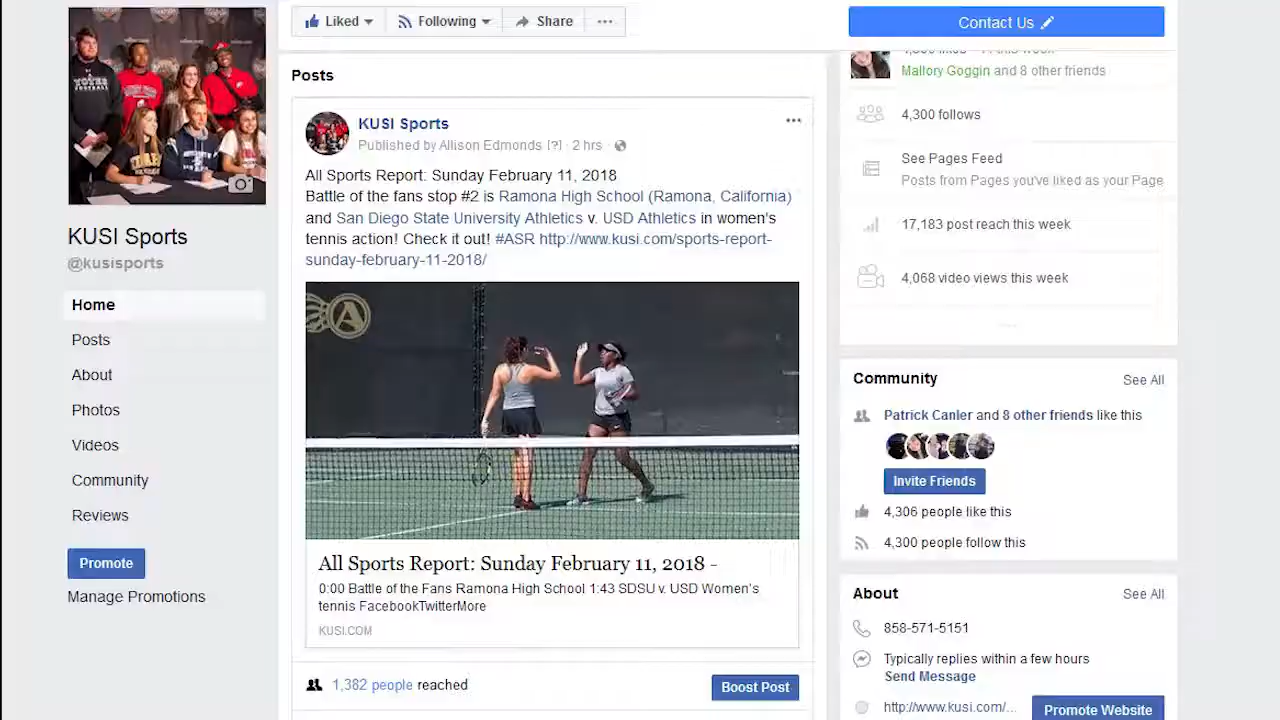 Liked
Following
Share
Contact Us
KUSI Sports
@kusisports
Home
Posts
About
Photos
Videos
Community
Reviews
Promote
Manage Promotions
Posts
KUSI Sports
Published by Allison Edmonds [?] · 2 hrs ·
All Sports Report: Sunday February 11, 2018
Battle of the fans stop #2 is Ramona High School (Ramona, California)
and San Diego State University Athletics v. USD Athletics in women's
tennis action! Check it out! #ASR http://www.kusi.com/sports-report-
sunday-february-11-2018/
A
All Sports Report: Sunday February 11, 2018 -
0:00 Battle of the Fans Ramona High School 1:43 SDSU v. USD Women's
tennis FacebookTwitterMore
KUSI.COM
1,382 people reached
Boost Post
Mallory Goggin and 8 other friends
4,300 follows
See Pages Feed
Posts from Pages you've liked as your Page
17,183 post reach this week
4,068 video views this week
Community
See All
Patrick Canler and 8 other friends like this
Invite Friends
4,306 people like this
4,300 people follow this
About
See All
858-571-5151
Typically replies within a few hours
Send Message
http://www.kusi.com/...
Promote Website